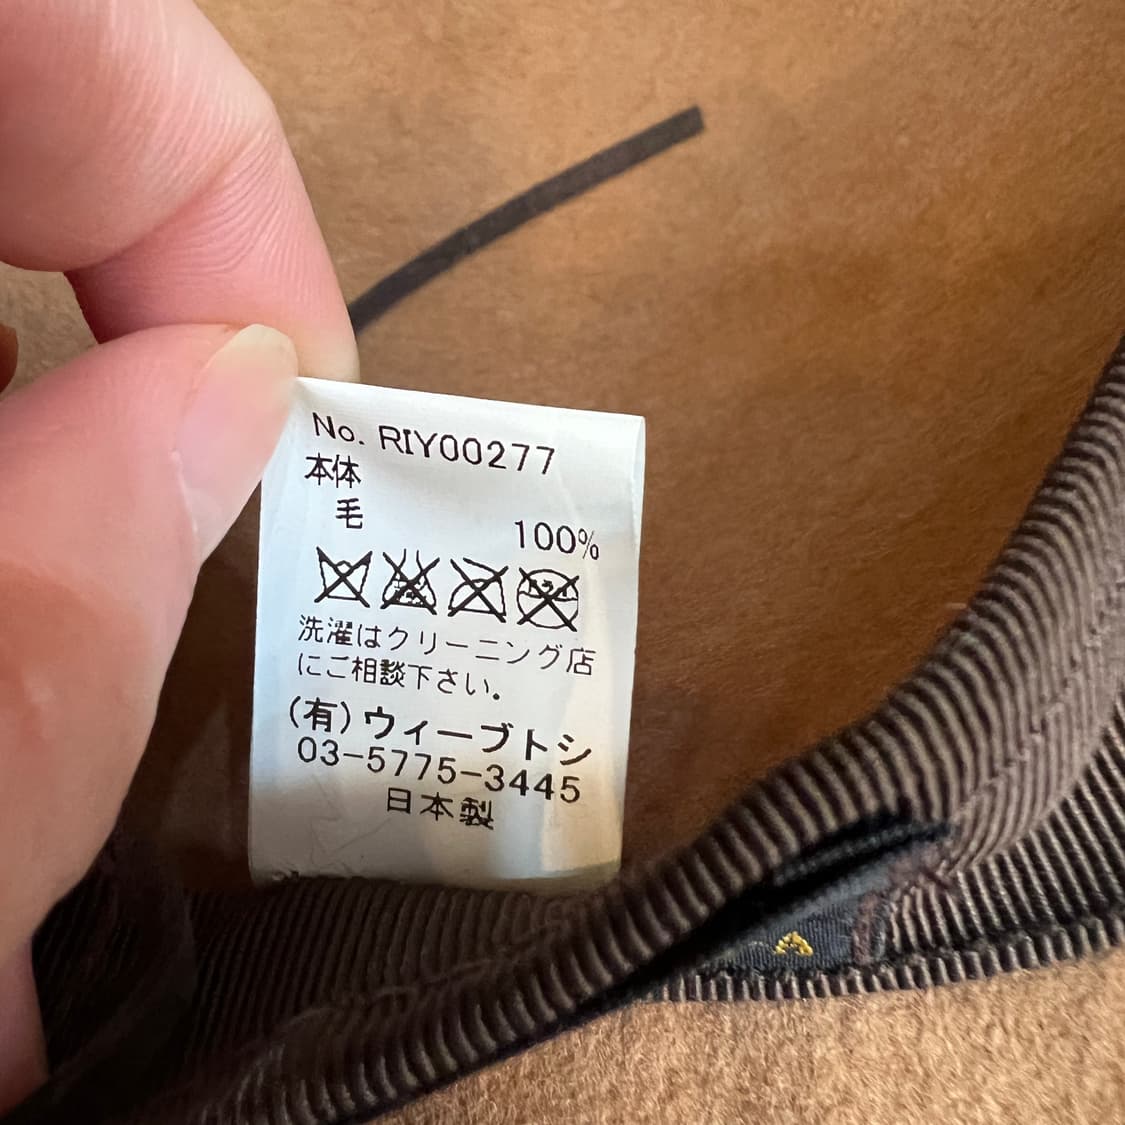 No. RIY00277
本体
毛 100%
洗濯はクリーニング店
にご相談下さい.
(有)ウィーブトシ
03-5775-3445
日本製